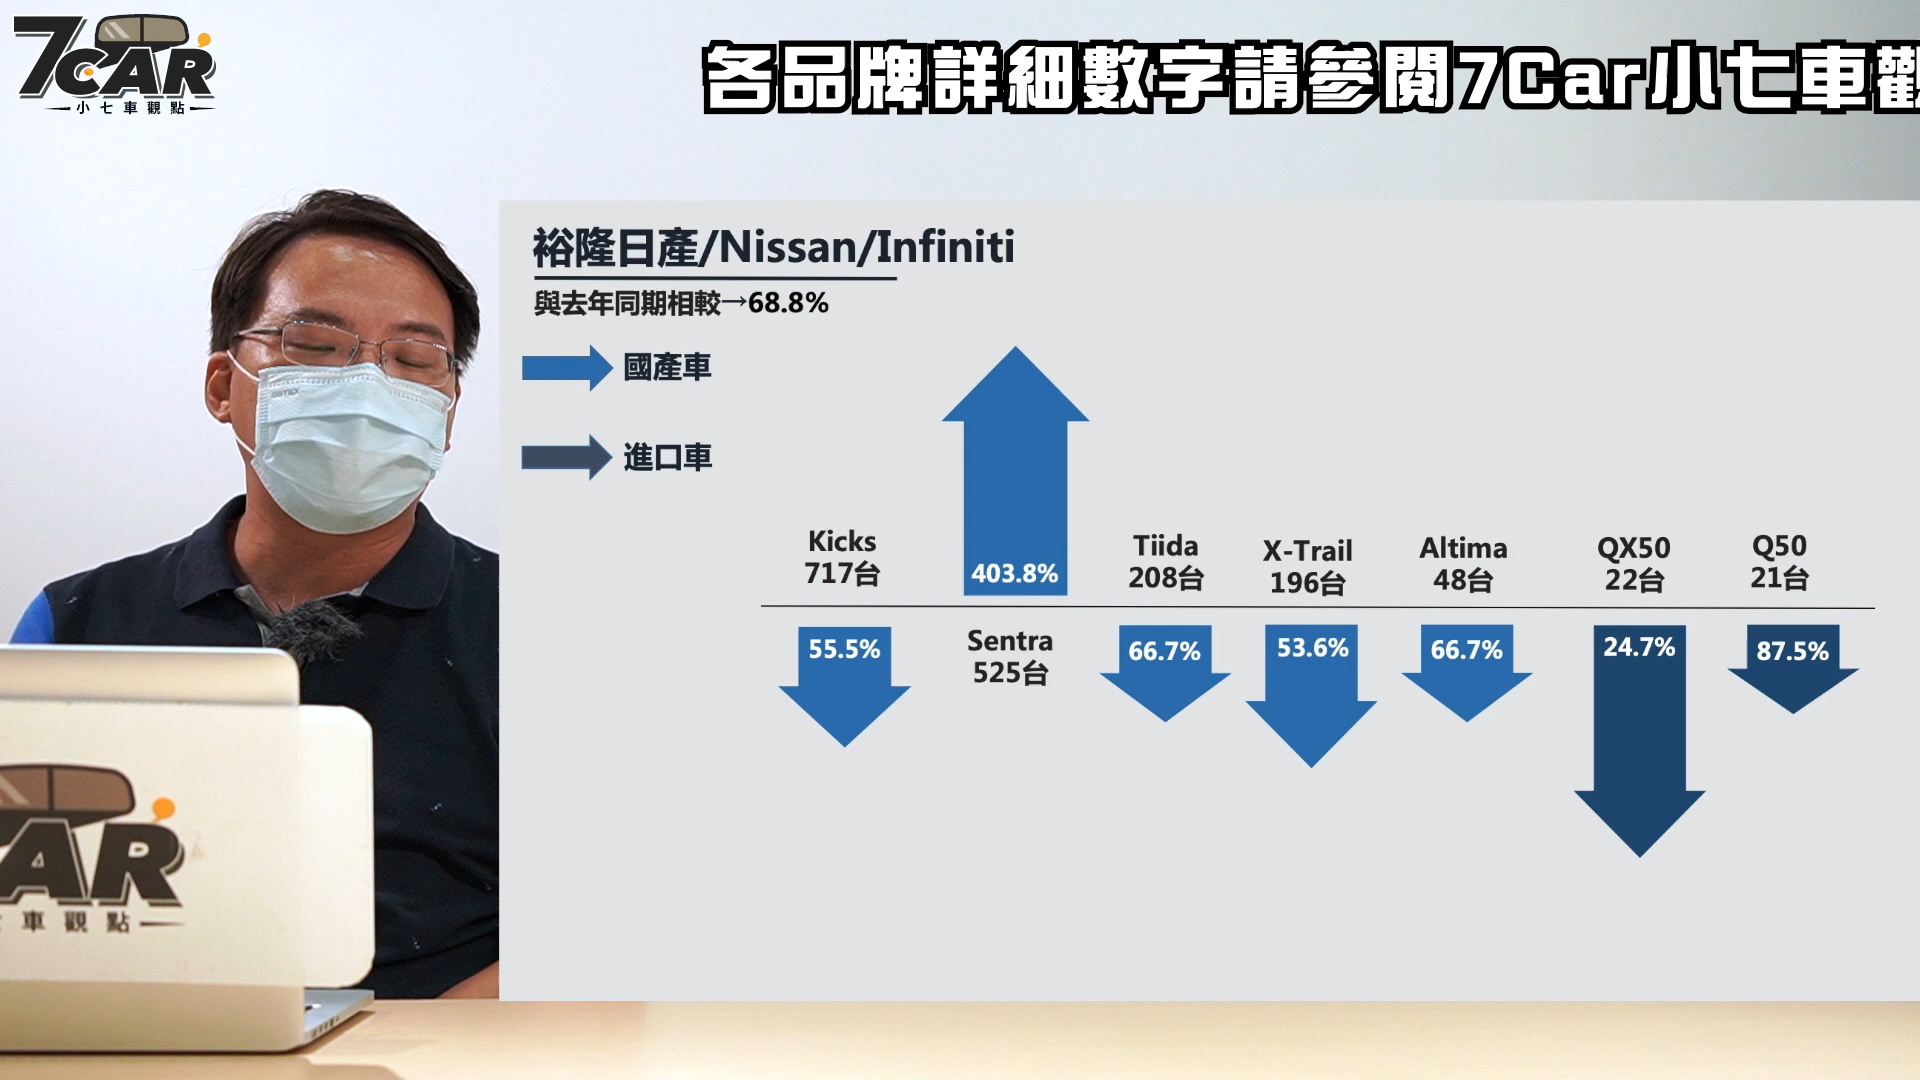 7CAR
小七車觀點
各品牌詳細數字請參閱7Car小七車觀
裕隆日產/Nissan/Infiniti
與去年同期相較→68.8%
國產車
進口車
Kicks
717台
403.8%
Tiida
208台
X-Trail
196台
Altima
48台
QX50
22台
Q50
21台
55.5%
Sentra
525台
66.7%
53.6%
66.7%
24.7%
87.5%
AR
車觀點